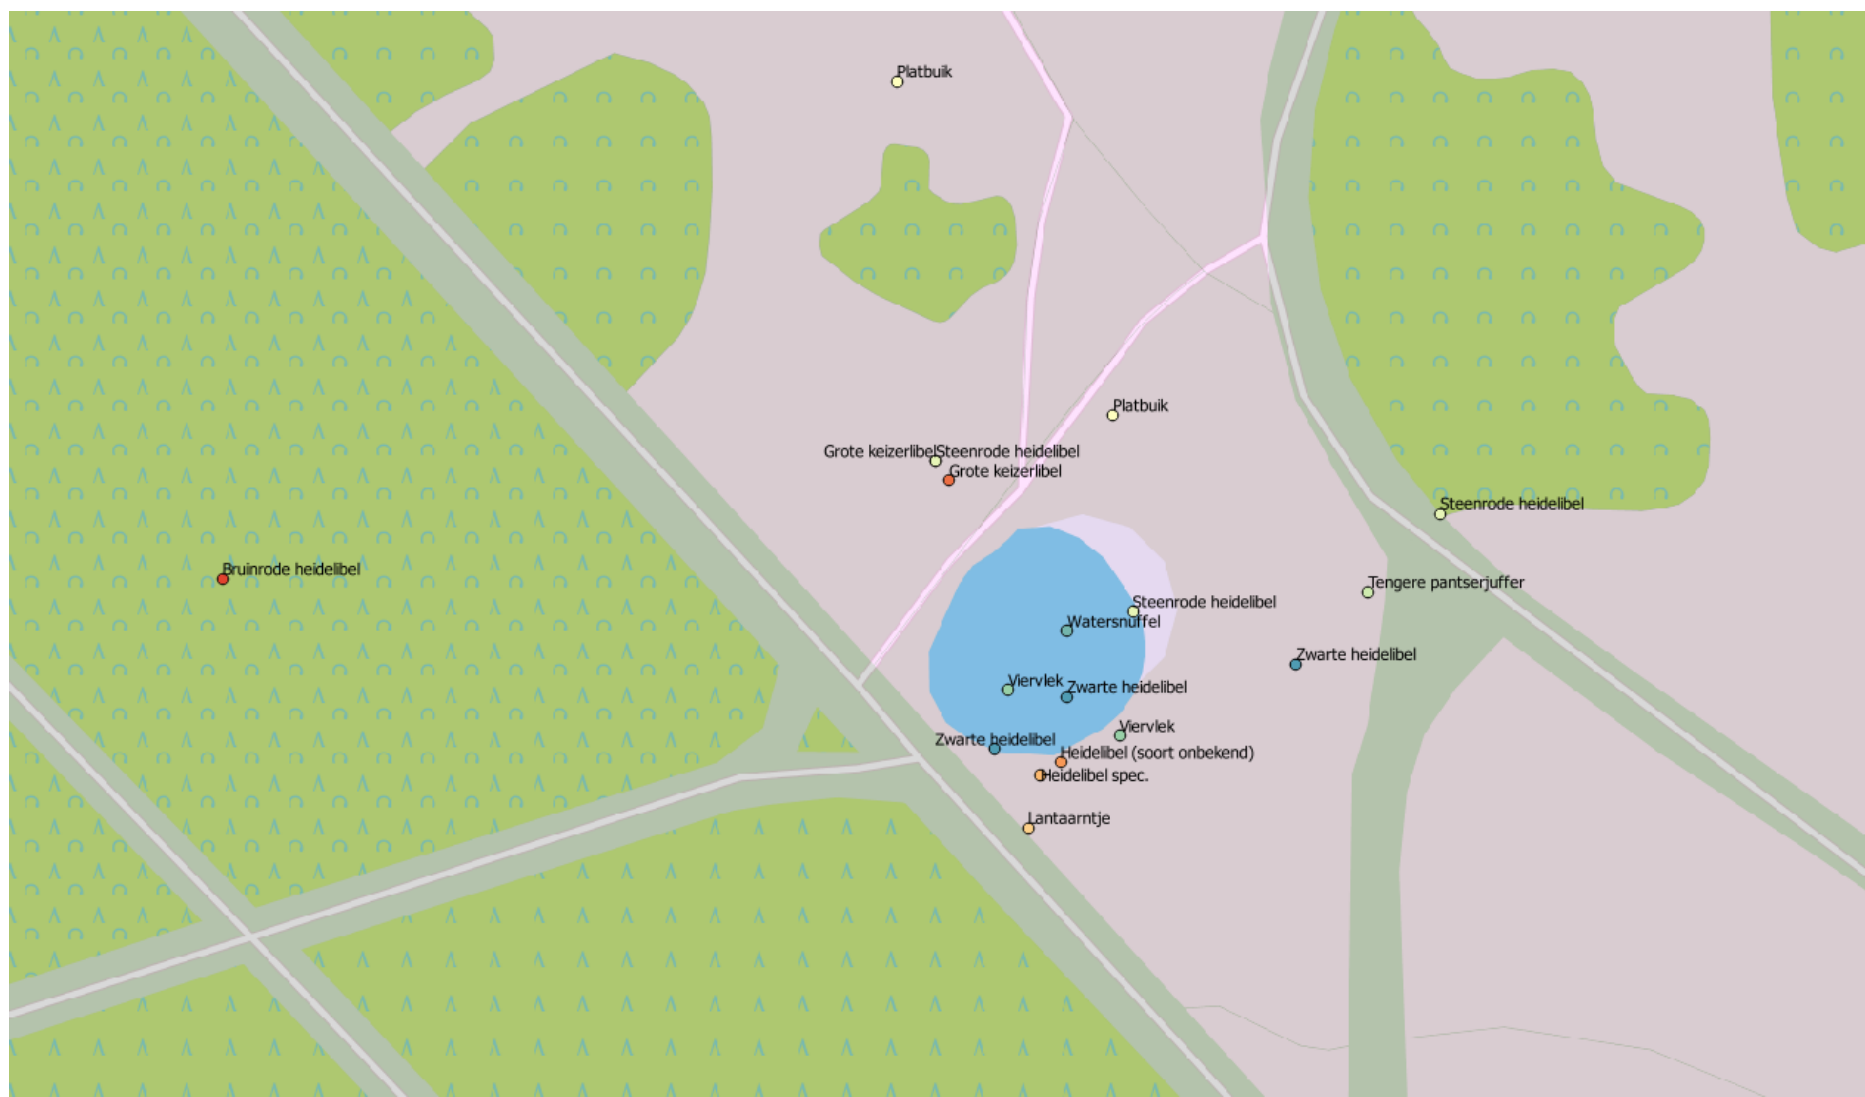 Platbuik
Platbuik
Grote keizerlibel
Steenrode heidelibel
Grote keizerlibel
Steenrode heidelibel
Bruinrode heidelibel
Tengere pantserjuffer
Steenrode heidelibel
Watersnuffel
Zwarte heidelibel
Viervlek
Zwarte heidelibel
Viervlek
Zwarte heidelibel
Heidelibel (soort onbekend)
Heidelibel spec.
Lantaarntje